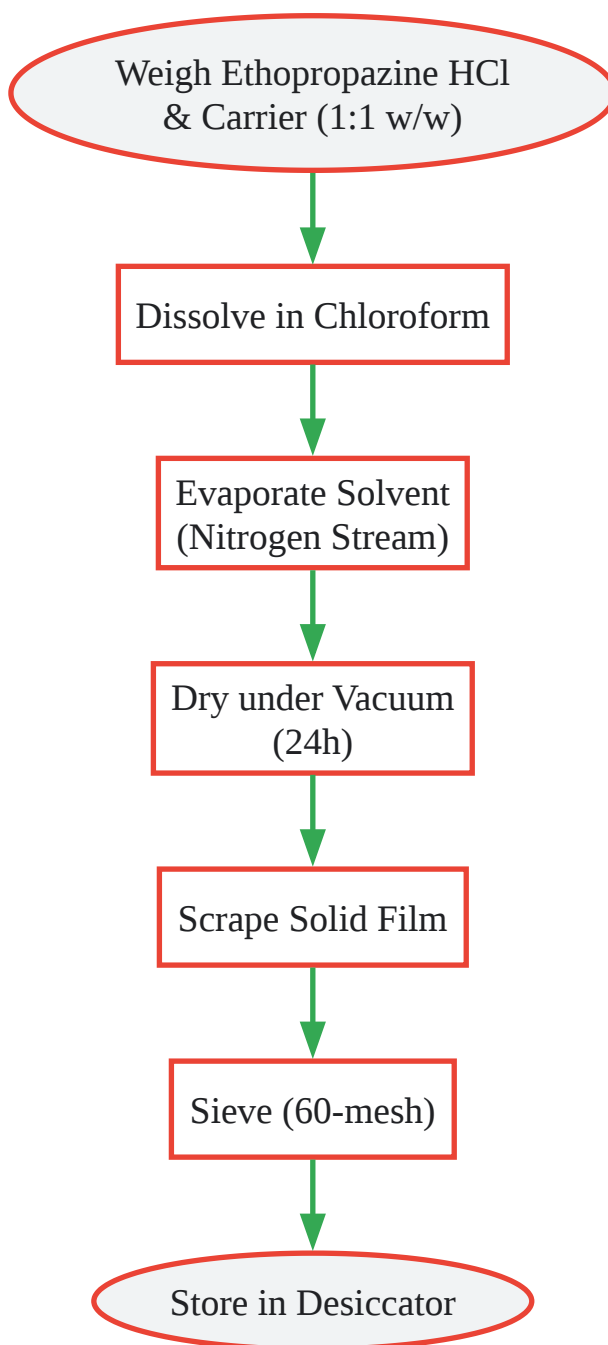 Weigh Ethopropazine HCl
& Carrier (1:1 w/w)
Dissolve in Chloroform
Evaporate Solvent
(Nitrogen Stream)
Dry under Vacuum
(24h)
Scrape Solid Film
Sieve (60-mesh)
Store in Desiccator